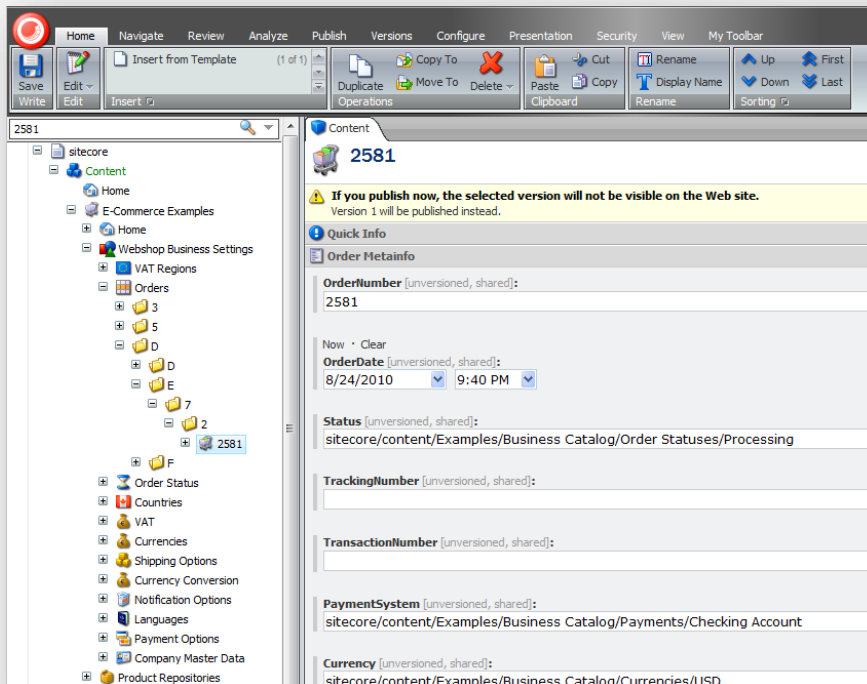 Home Navigate Review Analyze Publish Versions Configure Presentation Security View My Toolbar
Save
Write
Edit
Edit
Insert from Template (1 of 1)
Insert
Duplicate
Copy To
Move To
Delete
Operations
Paste
Cut
Copy
Clipboard
Rename
Display Name
Rename
Up First
Down Last
Sorting
2581
sitecore
Content
Home
E-Commerce Examples
Home
Webshop Business Settings
VAT Regions
Orders
3
5
D
D
E
7
2
2581
F
Order Status
Countries
VAT
Currencies
Shipping Options
Currency Conversion
Notification Options
Languages
Payment Options
Company Master Data
Product Repositories
Content
2581
If you publish now, the selected version will not be visible on the Web site.
Version 1 will be published instead.
Quick Info
Order Metainfo
OrderNumber [unversioned, shared]:
2581
Now · Clear
OrderDate [unversioned, shared]:
8/24/2010 9:40 PM
Status [unversioned, shared]:
sitecore/content/Examples/Business Catalog/Order Statuses/Processing
TrackingNumber [unversioned, shared]:
TransactionNumber [unversioned, shared]:
PaymentSystem [unversioned, shared]:
sitecore/content/Examples/Business Catalog/Payments/Checking Account
Currency [unversioned, shared]:
sitecore/content/Examples/Business Catalog/Currencies/USD